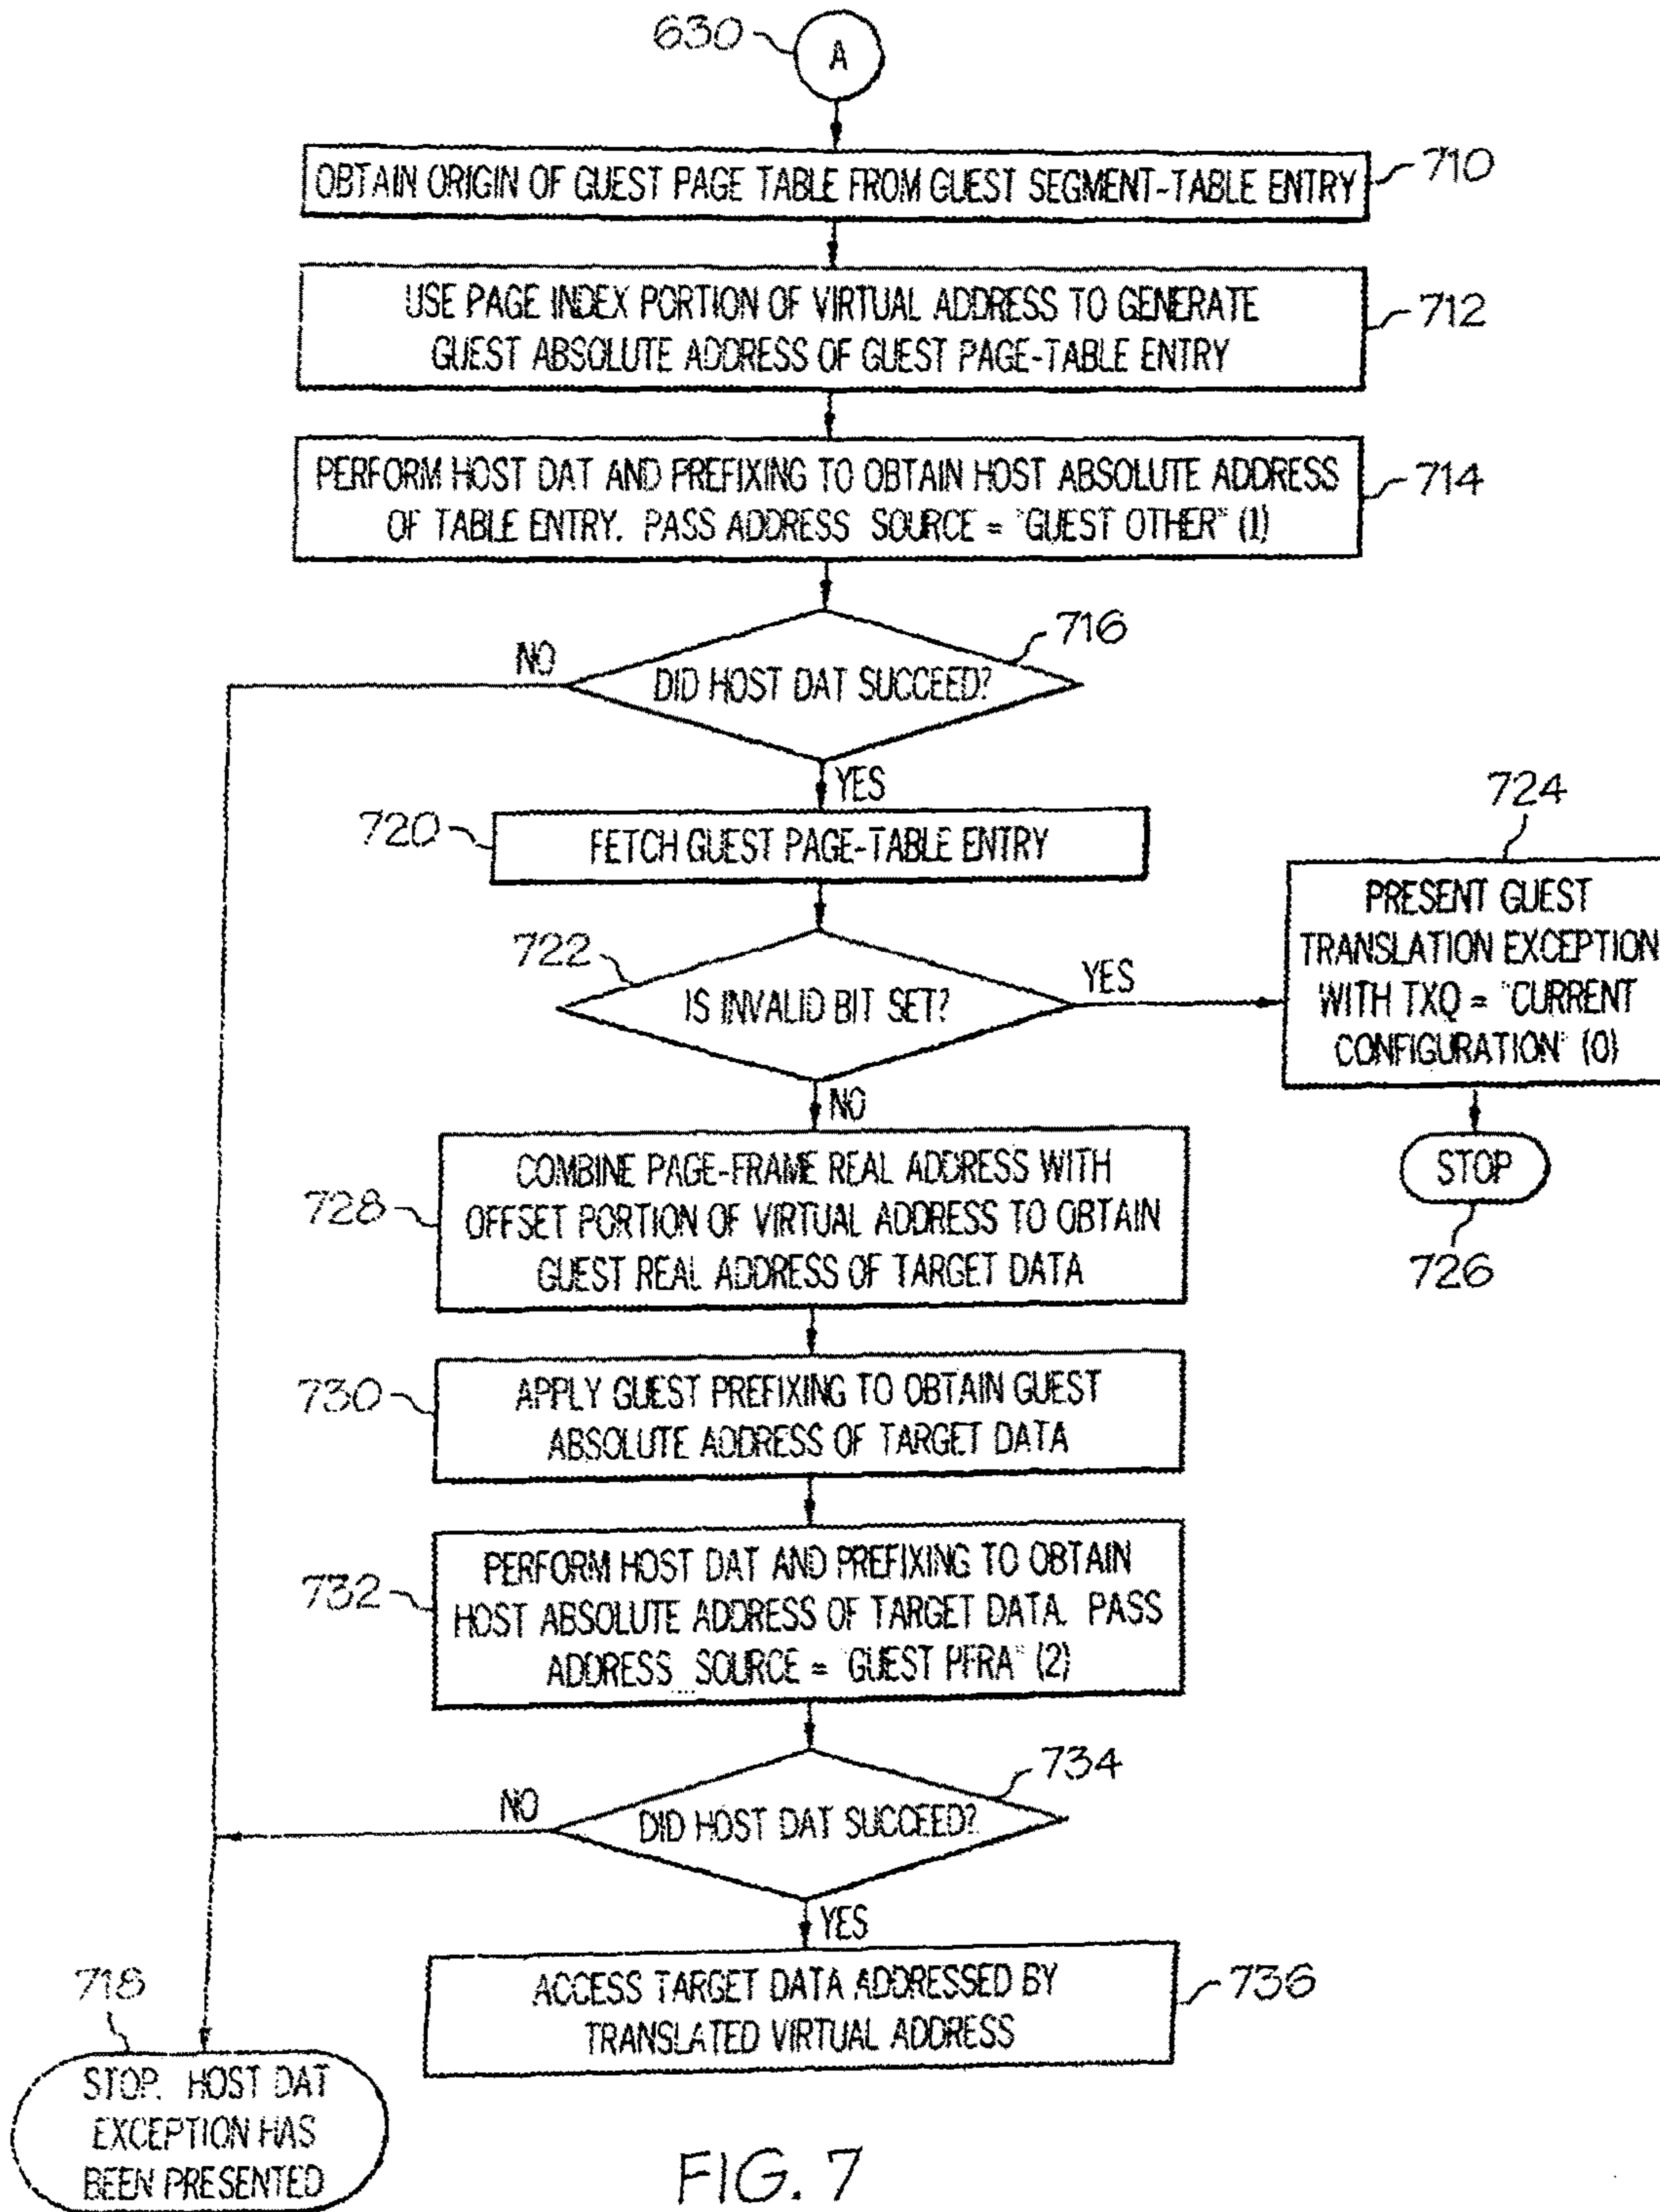 630
A
OBTAIN ORIGIN OF GUEST PAGE TABLE FROM GUEST SEGMENT-TABLE ENTRY
710
USE PAGE INDEX PORTION OF VIRTUAL ADDRESS TO GENERATE
GUEST ABSOLUTE ADDRESS OF GUEST PAGE-TABLE ENTRY
712
PERFORM HOST DAT AND PREFIXING TO OBTAIN HOST ABSOLUTE ADDRESS
OF TABLE ENTRY. PASS ADDRESS SOURCE = "GUEST OTHER" (1)
714
716
NO
DID HOST DAT SUCCEED?
YES
720
FETCH GUEST PAGE-TABLE ENTRY
724
PRESENT GUEST
TRANSLATION EXCEPTION
WITH TXQ = "CURRENT
CONFIGURATION" (0)
722
IS INVALID BIT SET?
YES
NO
STOP
726
728
COMBINE PAGE-FRAME REAL ADDRESS WITH
OFFSET PORTION OF VIRTUAL ADDRESS TO OBTAIN
GUEST REAL ADDRESS OF TARGET DATA
730
APPLY GUEST PREFIXING TO OBTAIN GUEST
ABSOLUTE ADDRESS OF TARGET DATA
732
PERFORM HOST DAT AND PREFIXING TO OBTAIN
HOST ABSOLUTE ADDRESS OF TARGET DATA. PASS
ADDRESS SOURCE = "GUEST PFRA" (2)
734
NO
DID HOST DAT SUCCEED?
YES
736
ACCESS TARGET DATA ADDRESSED BY
TRANSLATED VIRTUAL ADDRESS
718
STOP. HOST DAT
EXCEPTION HAS
BEEN PRESENTED
FIG. 7